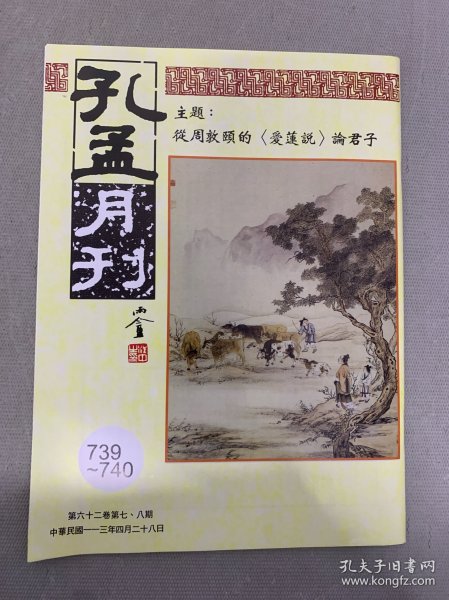 孔孟月刊
主題：
從周敦頤的〈愛蓮說〉論君子
739
~740
第六十二卷第七、八期
中華民國一一三年四月二十八日
孔夫子旧书网
www.kongfz.com